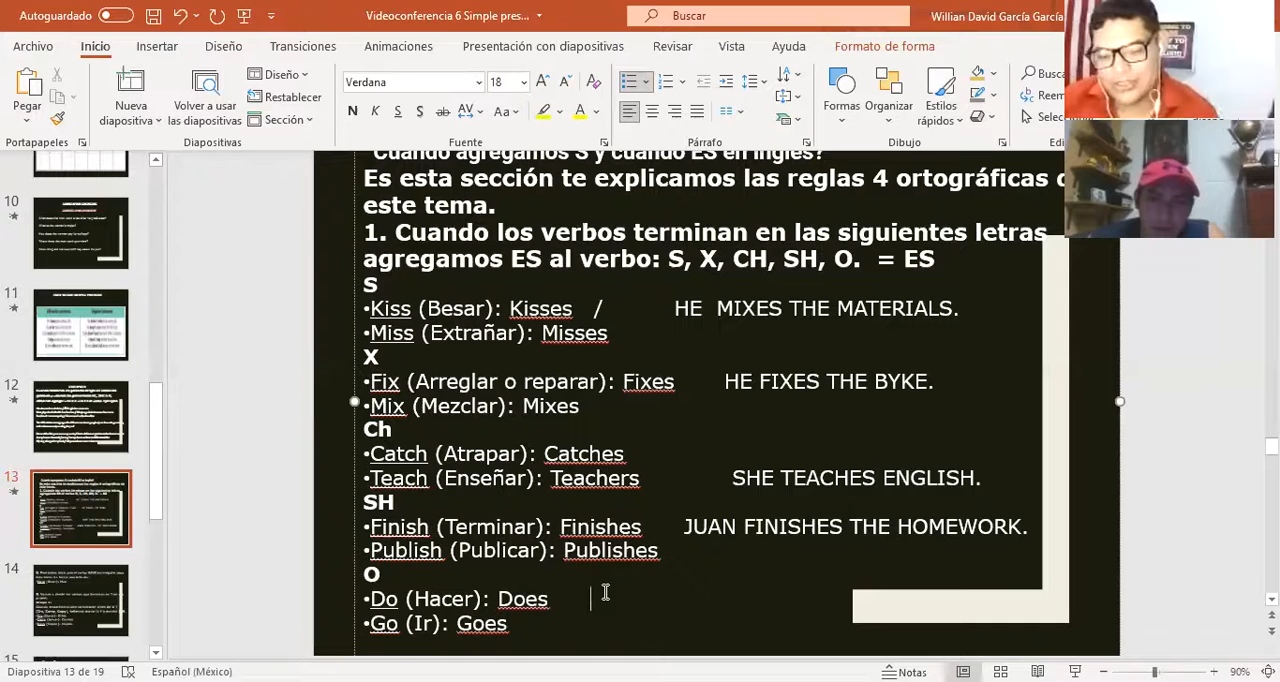 Autoguardado
Videoconferencia 6 Simple pres...
Buscar
Willian David García García
Archivo Inicio Insertar Diseño Transiciones Animaciones Presentación con diapositivas Revisar Vista Ayuda Formato de forma
Pegar
Portapapeles
Nueva diapositiva
Volver a usar las diapositivas
Diseño
Restablecer
Sección
Diapositivas
Verdana 18
N K S S ab AV Aa A
Fuente
Párrafo
Formas
Organizar
Estilos rápidos
Dibujo
10
11
12
13
14
15
Cuándo agregamos S y cuándo ES en inglés?
Es esta sección te explicamos las reglas 4 ortográficas
este tema.
1. Cuando los verbos terminan en las siguientes letras
agregamos ES al verbo: S, X, CH, SH, O. = ES
S
•Kiss (Besar): Kisses / HE MIXES THE MATERIALS.
•Miss (Extrañar): Misses
X
•Fix (Arreglar o reparar): Fixes HE FIXES THE BYKE.
•Mix (Mezclar): Mixes
Ch
•Catch (Atrapar): Catches
•Teach (Enseñar): Teachers SHE TEACHES ENGLISH.
SH
•Finish (Terminar): Finishes JUAN FINISHES THE HOMEWORK.
•Publish (Publicar): Publishes
O
•Do (Hacer): Does
•Go (Ir): Goes
Diapositiva 13 de 19 Español (México) Notas 90%